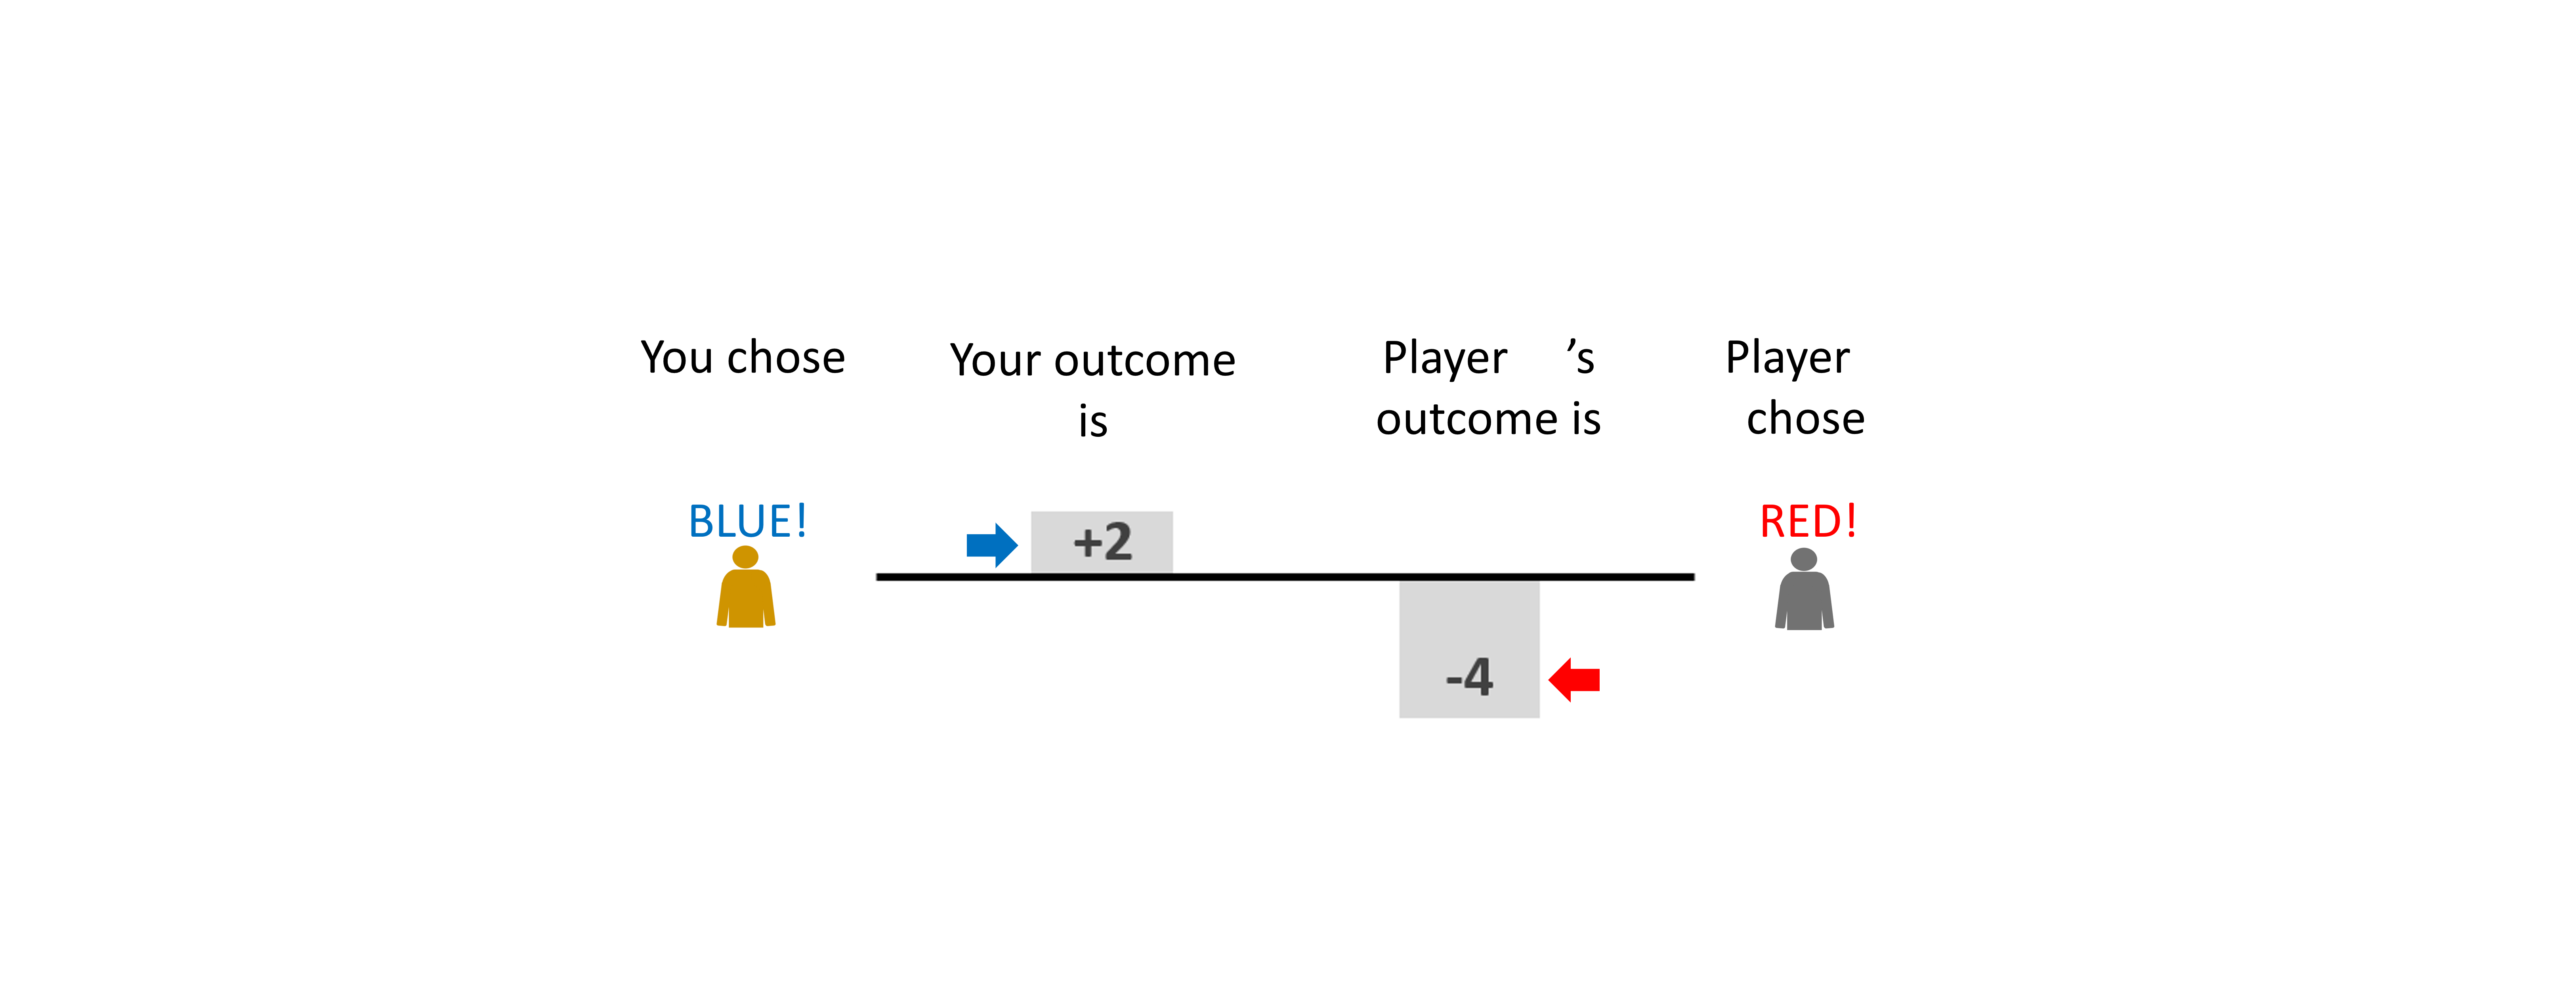 You chose
Your outcome
is
Player ’s
outcome is
Player
chose
BLUE!
+2
RED!
-4